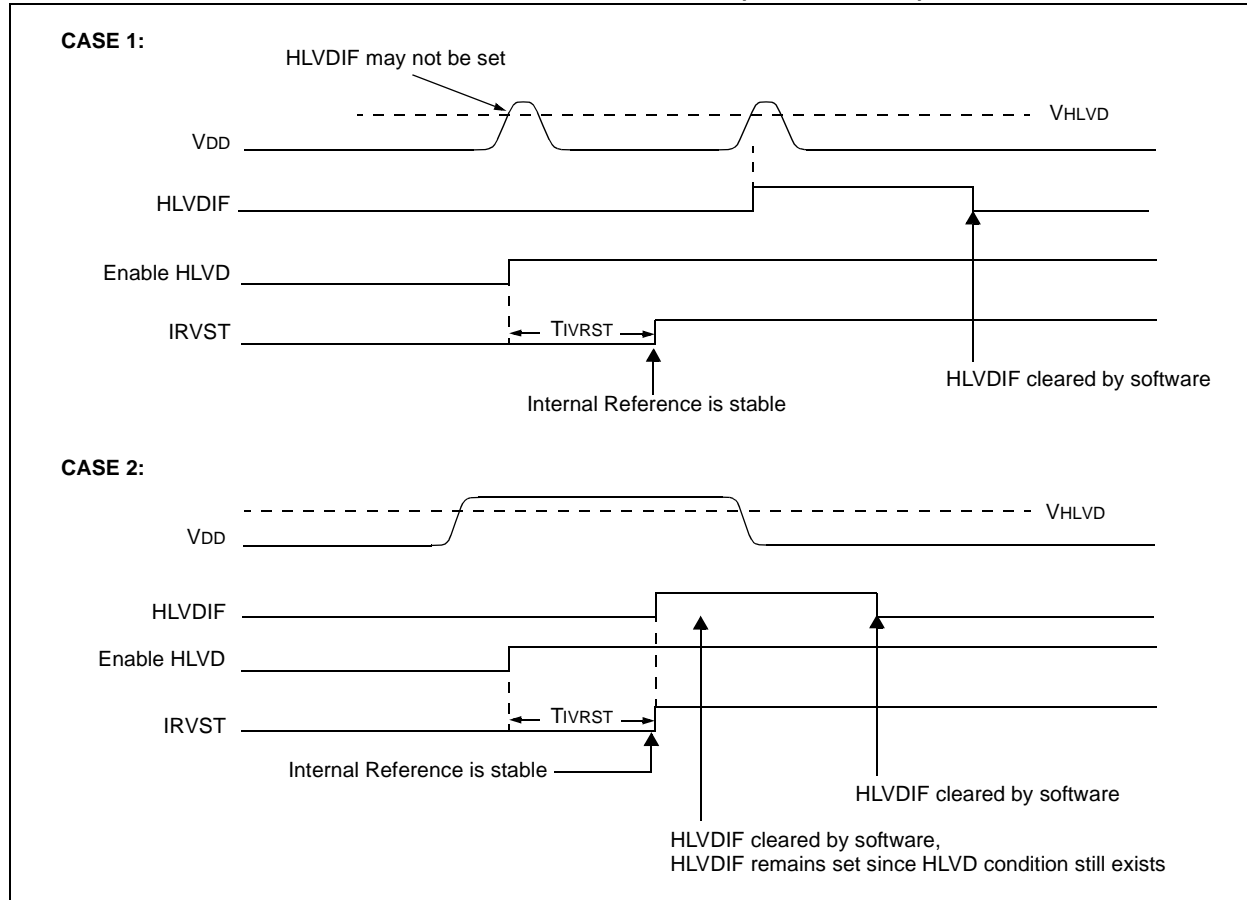 CASE 1:
HLVDIF may not be set
VHLVD
VDD
HLVDIF
Enable HLVD
TIVRST
IRVST
HLVDIF cleared by software
Internal Reference is stable
CASE 2:
VHLVD
VDD
HLVDIF
Enable HLVD
TIVRST
IRVST
Internal Reference is stable
HLVDIF cleared by software
HLVDIF cleared by software,
HLVDIF remains set since HLVD condition still exists